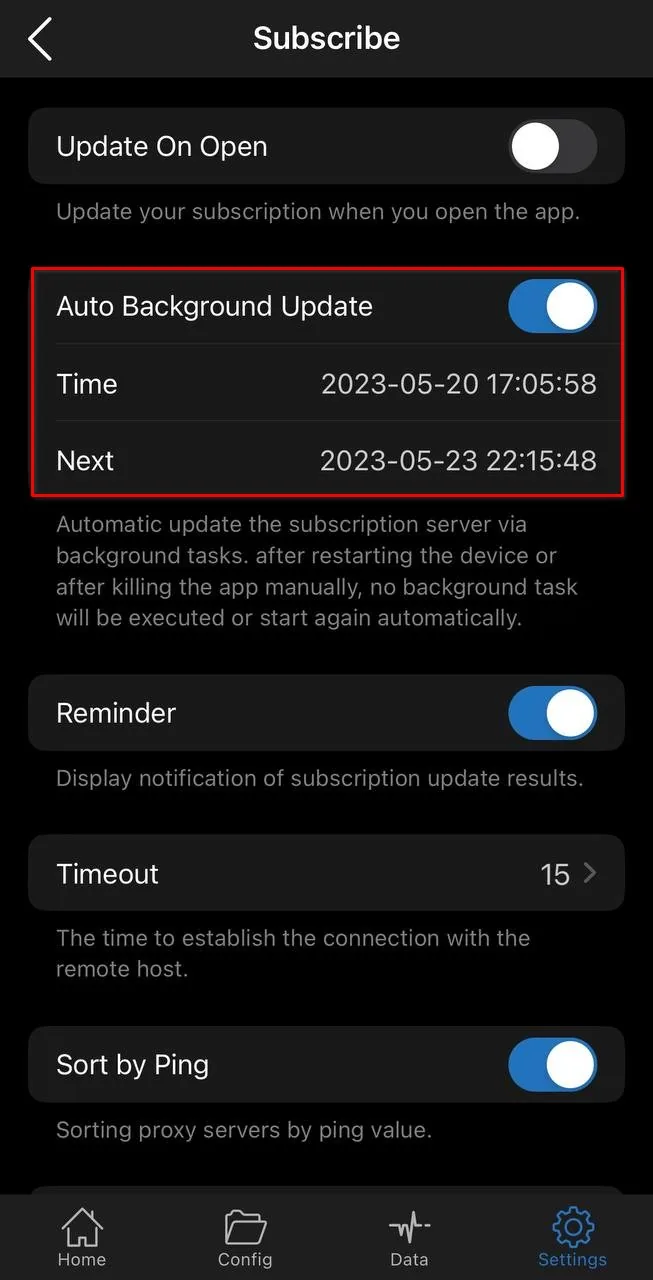 Subscribe
Update On Open
Update your subscription when you open the app.
Auto Background Update
Time 2023-05-20 17:05:58
Next 2023-05-23 22:15:48
Automatic update the subscription server via
background tasks. after restarting the device or
after killing the app manually, no background task
will be executed or start again automatically.
Reminder
Display notification of subscription update results.
Timeout 15
The time to establish the connection with the
remote host.
Sort by Ping
Sorting proxy servers by ping value.
Home Config Data Settings